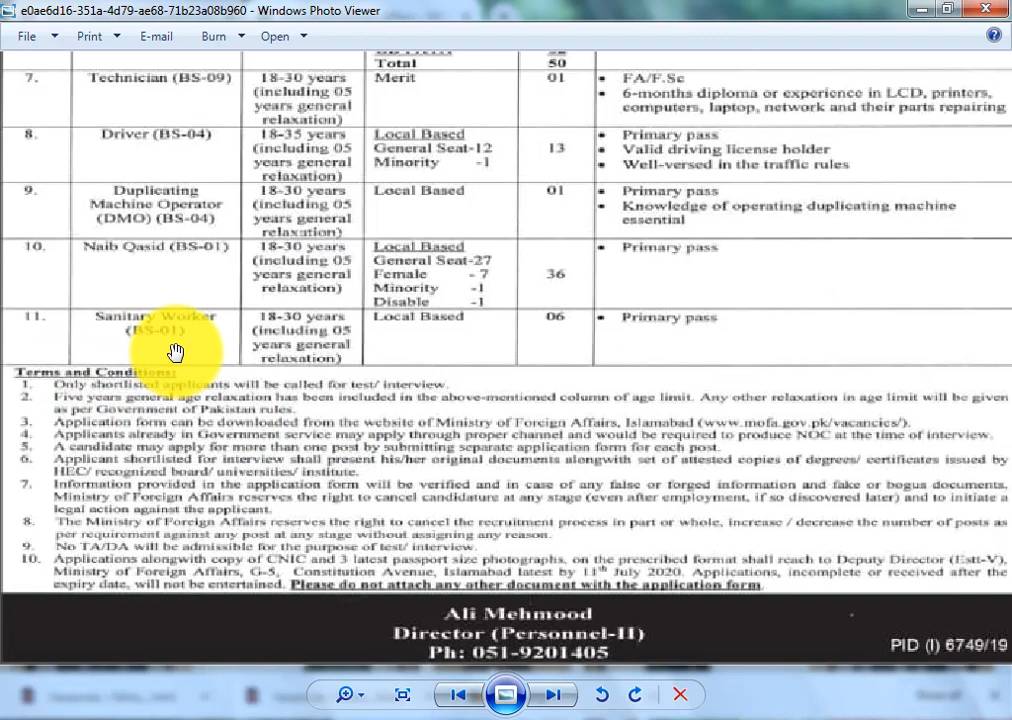 e0ae6d16-351a-4d79-ae68-71b23a08b960 - Windows Photo Viewer
File Print E-mail Burn Open
Total 50
7. Technician (BS-09) 18-30 years Merit 01 • FA/F.Sc
(including 05 • 6-months diploma or experience in LCD, printers,
years general computers, laptop, network and their parts repairing
relaxation)
8. Driver (BS-04) 18-35 years Local Based • Primary pass
(including 05 General Seat-12 13 • Valid driving license holder
years general Minority -1 • Well-versed in the traffic rules
relaxation)
9. Duplicating 18-30 years Local Based 01 • Primary pass
Machine Operator (including 05 • Knowledge of operating duplicating machine
(DMO) (BS-04) years general essential
relaxation)
10. Naib Qasid (BS-01) 18-30 years Local Based • Primary pass
(including 05 General Seat-27
years general Female - 7 36
relaxation) Minority -1
Disable -1
11. Sanitary Worker 18-30 years Local Based 06 • Primary pass
(BS-01) (including 05
years general
relaxation)
Terms and Conditions:
1. Only shortlisted applicants will be called for test/ interview.
2. Five years general age relaxation has been included in the above-mentioned column of age limit. Any other relaxation in age limit will be given
as per Government of Pakistan rules.
3. Application form can be downloaded from the website of Ministry of Foreign Affairs, Islamabad (www.mofa.gov.pk/vacancies/).
4. Applicants already in Government service may apply through proper channel and would be required to produce NOC at the time of interview.
5. A candidate may apply for more than one post by submitting separate application form for each post.
6. Applicant shortlisted for interview shall present his/her original documents alongwith set of attested copies of degrees/ certificates issued by
HEC/ recognized board/ universities/ institute.
7. Information provided in the application form will be verified and in case of any false or forged information and fake or bogus documents,
Ministry of Foreign Affairs reserves the right to cancel candidature at any stage (even after employment, if so discovered later) and to initiate a
legal action against the applicant.
8. The Ministry of Foreign Affairs reserves the right to cancel the recruitment process in part or whole, increase / decrease the number of posts as
per requirement against any post at any stage without assigning any reason.
9. No TA/DA will be admissible for the purpose of test/ interview.
10. Applications alongwith copy of CNIC and 3 latest passport size photographs, on the prescribed format shall reach to Deputy Director (Estt-V),
Ministry of Foreign Affairs, G-5, Constitution Avenue, Islamabad latest by 11th July 2020. Applications, incomplete or received after the
expiry date, will not be entertained. Please do not attach any other document with the application form.
Ali Mehmood
Director (Personnel-II)
Ph: 051-9201405
PID (I) 6749/19